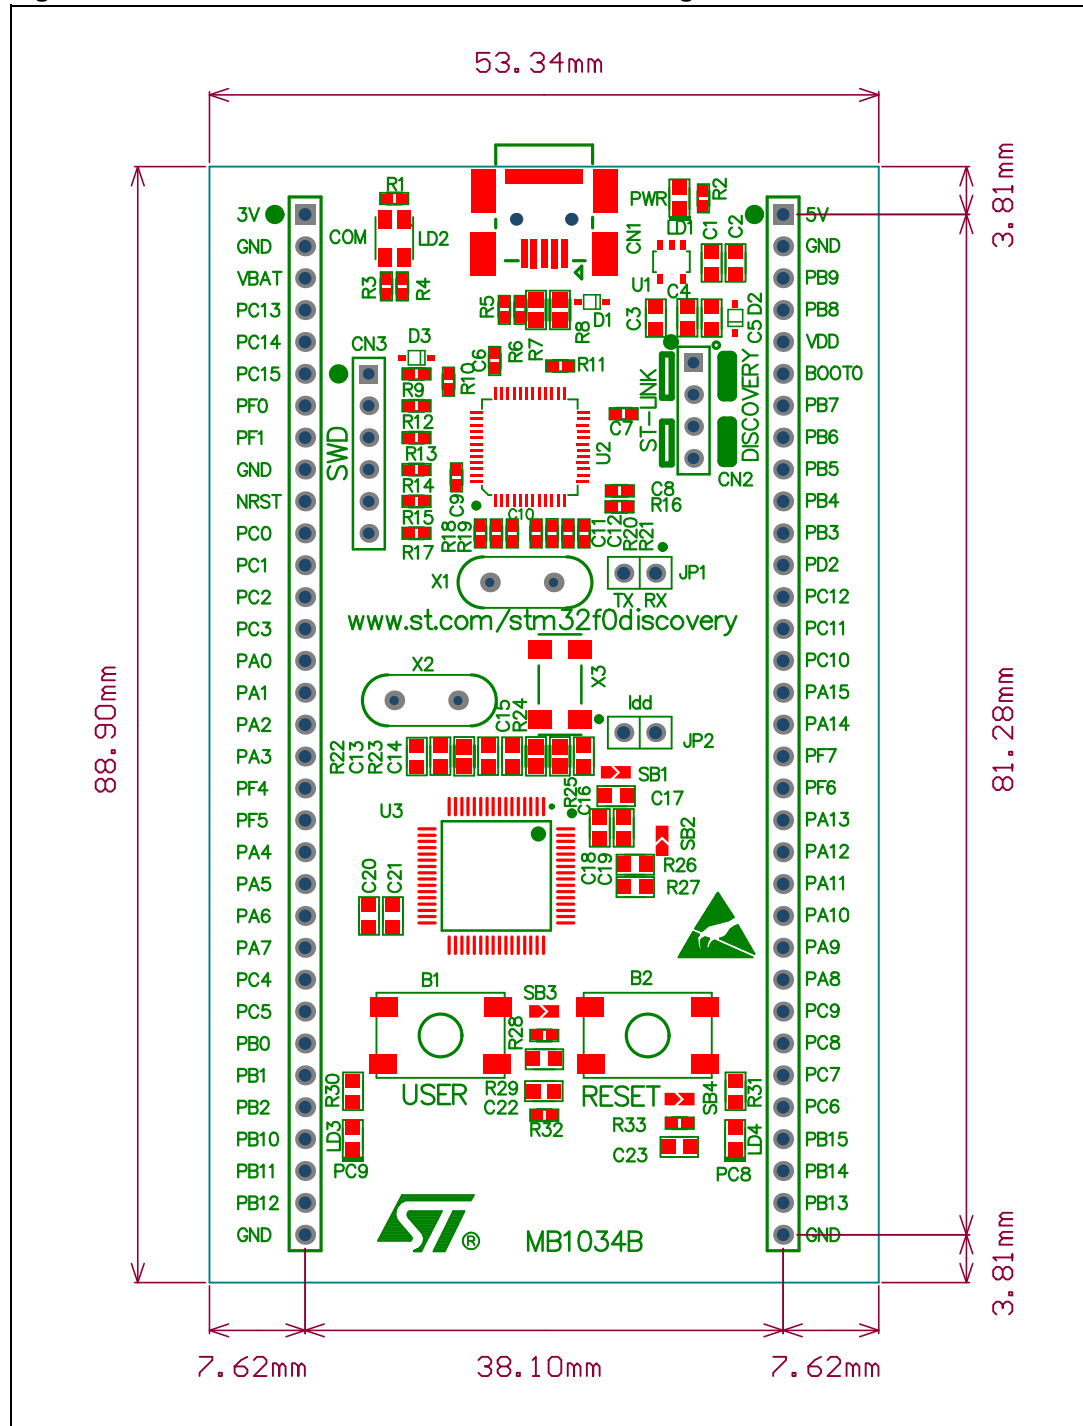 53.34mm
3.81mm
88.90mm
81.28mm
3.81mm
7.62mm
38.10mm
7.62mm
3V
GND
VBAT
PC13
PC14
PC15
PF0
PF1
GND
NRST
PC0
PC1
PC2
PC3
PA0
PA1
PA2
PA3
PF4
PF5
PA4
PA5
PA6
PA7
PC4
PC5
PB0
PB1
PB2
PB10
PB11
PB12
GND
5V
GND
PB9
PB8
VDD
BOOT0
PB7
PB6
PB5
PB4
PB3
PD2
PC12
PC11
PC10
PA15
PA14
PF7
PF6
PA13
PA12
PA11
PA10
PA9
PA8
PC9
PC8
PC7
PC6
PB15
PB14
PB13
GND
R1
COM
LD2
R3
R4
CN1
PWR
LD1
R2
C1
C2
U1
C4
C3
C5
D2
R5
R6
R7
R8
D1
D3
CN3
SWD
R9
R10
R12
R13
R14
R15
R17
C6
R11
U2
C7
ST-LINK
DISCOVERY
CN2
C8
R16
C9
C10
R18
R19
C11
C12
R20
R21
X1
JP1
TX RX
www.st.com/stm32f0discovery
X2
X3
Idd
JP2
R22
C13
R23
C14
C15
R24
SB1
R25
C16
C17
SB2
U3
C18
C19
R26
R27
C20
C21
B1
USER
SB3
R28
R29
C22
R32
B2
RESET
SB4
R33
C23
R30
LD3
PC9
R31
LD4
PC8
ST ®
MB1034B